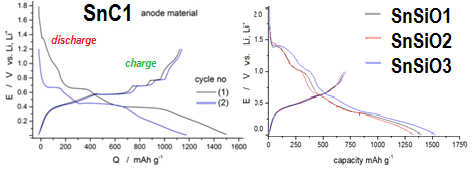 SnC1
anode material
discharge
charge
cycle no
(1)
(2)
E / V vs. Li, Li+
1.8
1.6
1.4
1.2
1.0
0.8
0.6
0.4
0.2
0.0
0 200 400 600 800 1000 1200 1400 1600
Q / mAh g-1
SnSiO1
SnSiO2
SnSiO3
E / V vs. Li, Li+
2.0
1.5
1.0
0.5
0.0
0 250 500 750 1000 1250 1500 1750
capacity mAh g-1